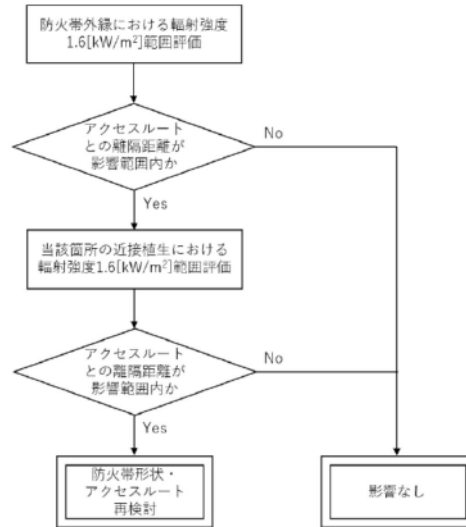 防火帯外縁における輻射強度
1.6[kW/m²]範囲評価
アクセスルート
との離隔距離が
影響範囲内か
No
Yes
当該箇所の近接植生における
輻射強度1.6[kW/m²]範囲評価
アクセスルート
との離隔距離が
影響範囲内か
No
Yes
防火帯形状・
アクセスルート
再検討
影響なし